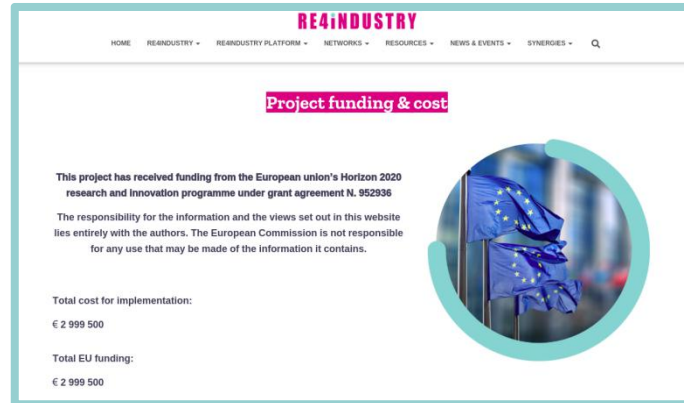 RE4iNDUSTRY
HOME RE4INDUSTRY RE4INDUSTRY PLATFORM NETWORKS RESOURCES NEWS & EVENTS SYNERGIES
Project funding & cost
This project has received funding from the European union's Horizon 2020
research and innovation programme under grant agreement N. 952936
The responsibility for the information and the views set out in this website
lies entirely with the authors. The European Commission is not responsible
for any use that may be made of the information it contains.
Total cost for implementation:
€ 2 999 500
Total EU funding:
€ 2 999 500